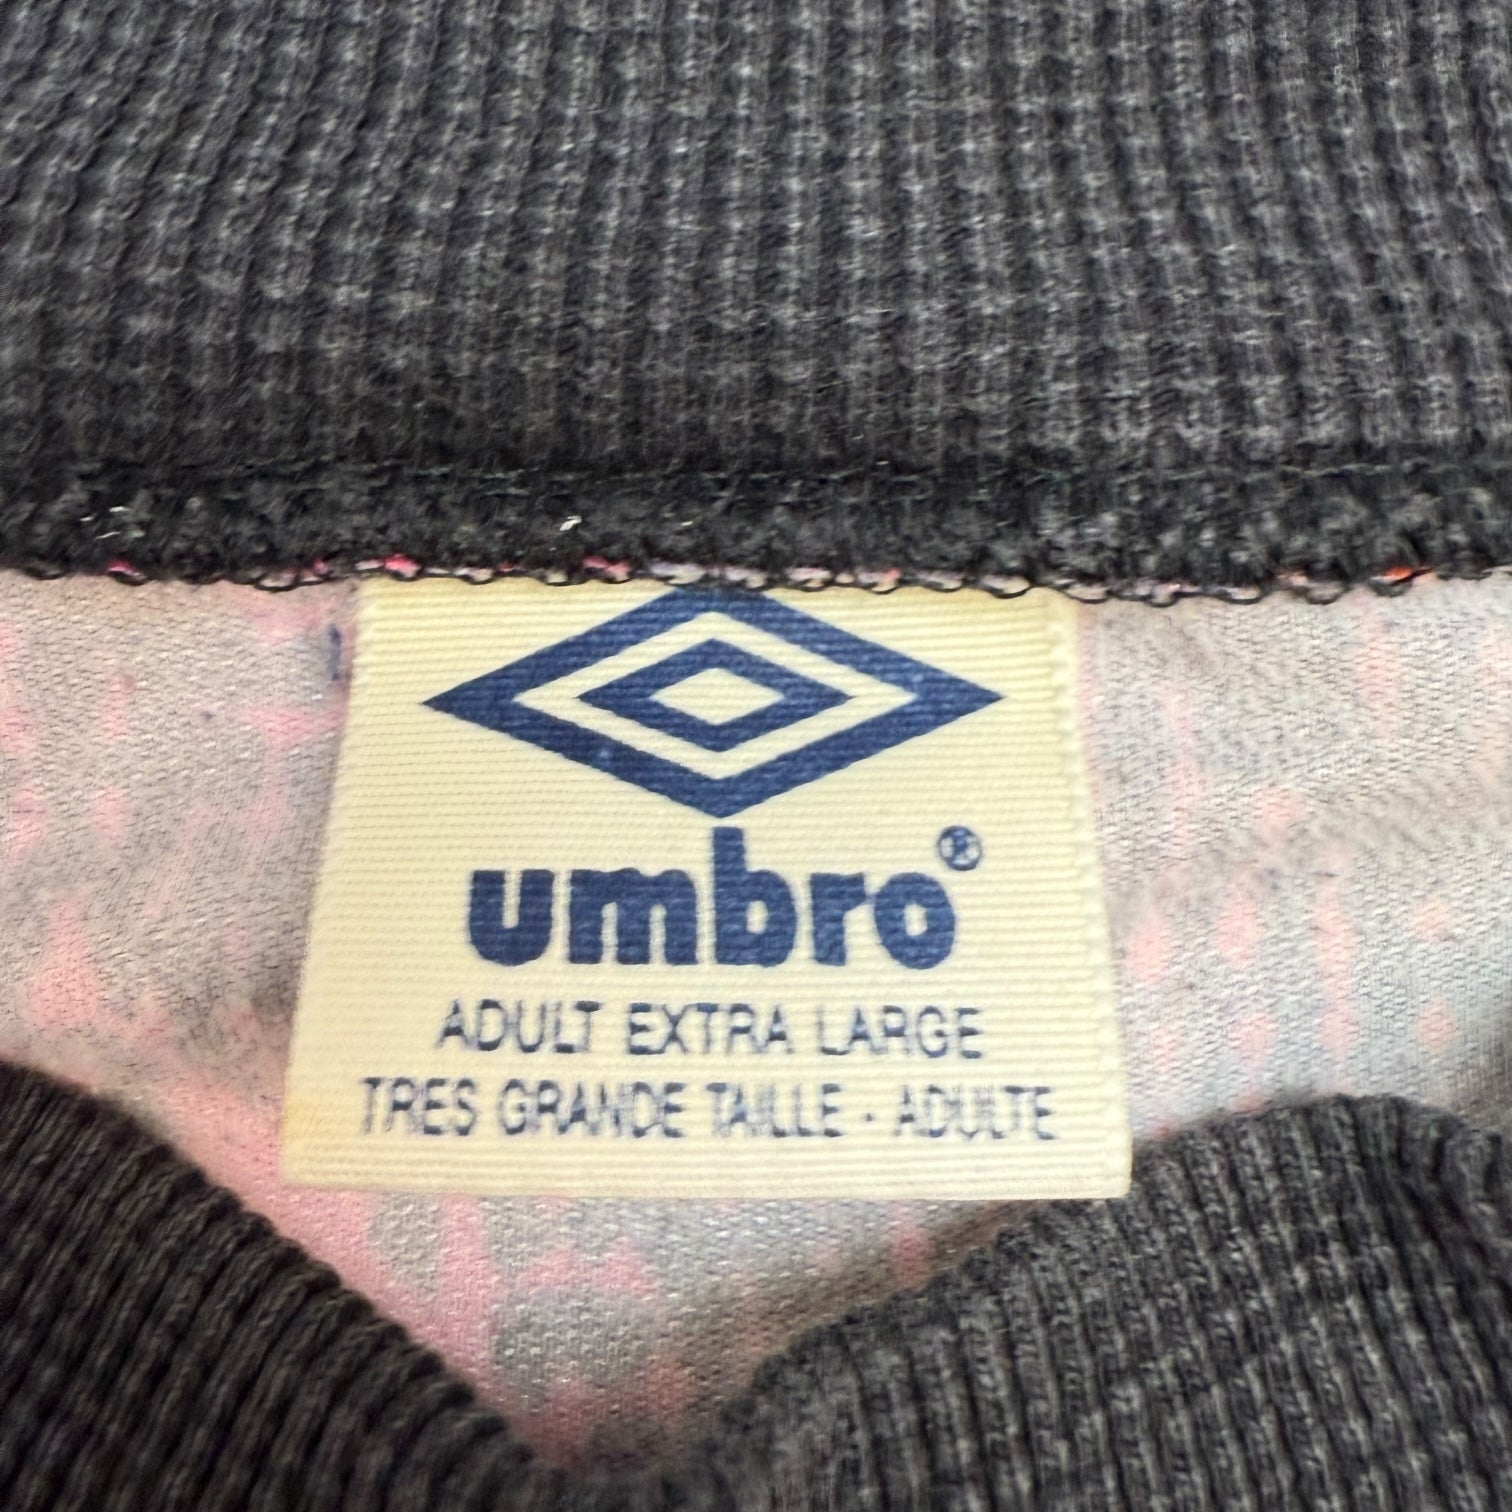 umbro®
ADULT EXTRA LARGE
TRES GRANDE TAILLE - ADULTE